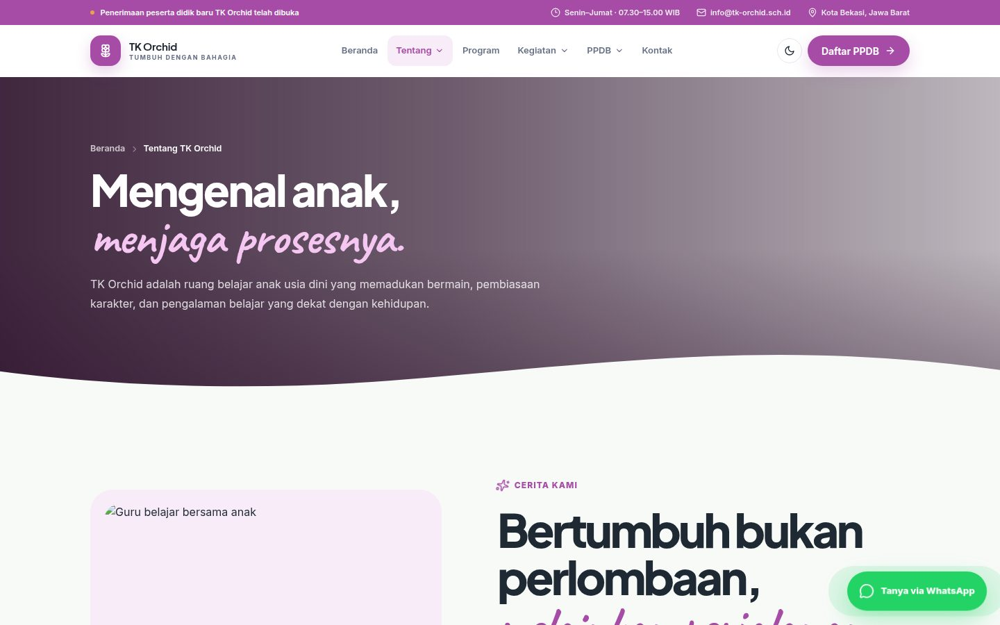 Penerimaan peserta didik baru TK Orchid telah dibuka
Senin–Jumat · 07.30–15.00 WIB
info@tk-orchid.sch.id
Kota Bekasi, Jawa Barat
TK Orchid
TUMBUH DENGAN BAHAGIA
Beranda
Tentang
Program
Kegiatan
PPDB
Kontak
Daftar PPDB
Beranda
Tentang TK Orchid
Mengenal anak,
menjaga prosesnya.
TK Orchid adalah ruang belajar anak usia dini yang memadukan bermain, pembiasaan
karakter, dan pengalaman belajar yang dekat dengan kehidupan.
Guru belajar bersama anak
CERITA KAMI
Bertumbuh bukan
perlombaan,
Tanya via WhatsApp